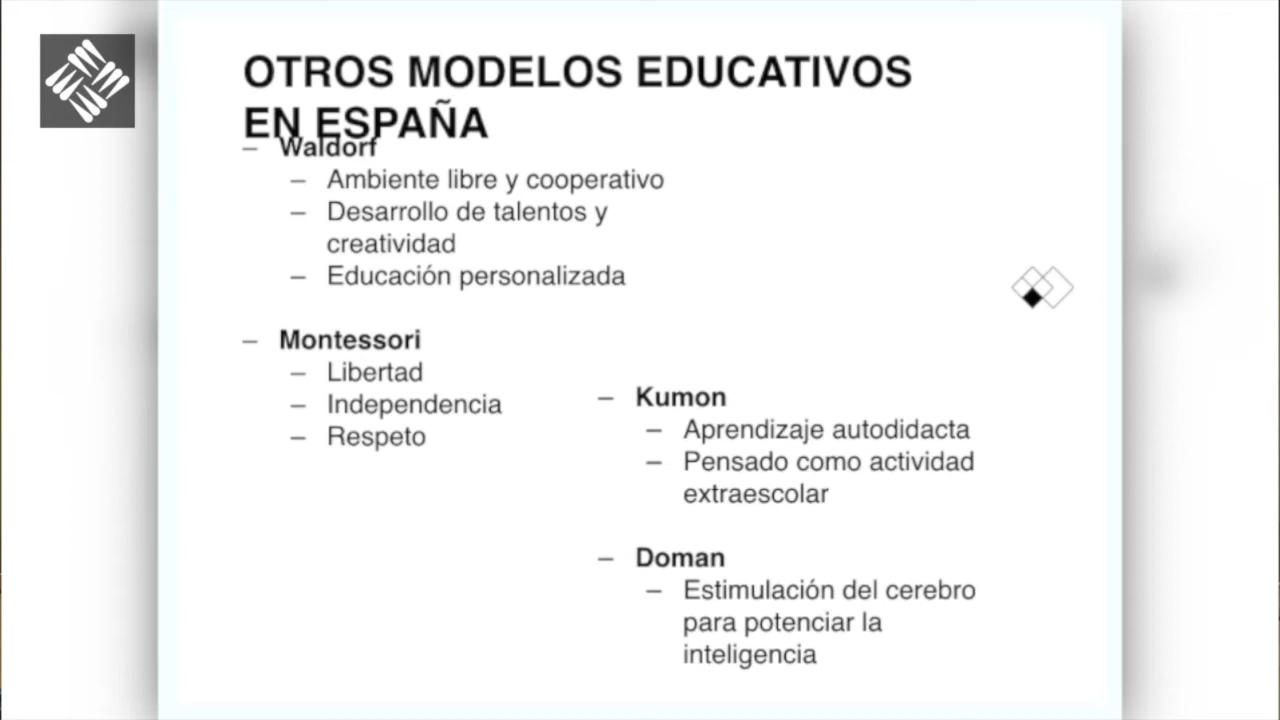 OTROS MODELOS EDUCATIVOS
EN ESPAÑA
– Waldorf
– Ambiente libre y cooperativo
– Desarrollo de talentos y
creatividad
– Educación personalizada
– Montessori
– Libertad
– Independencia
– Respeto
– Kumon
– Aprendizaje autodidacta
– Pensado como actividad
extraescolar
– Doman
– Estimulación del cerebro
para potenciar la
inteligencia